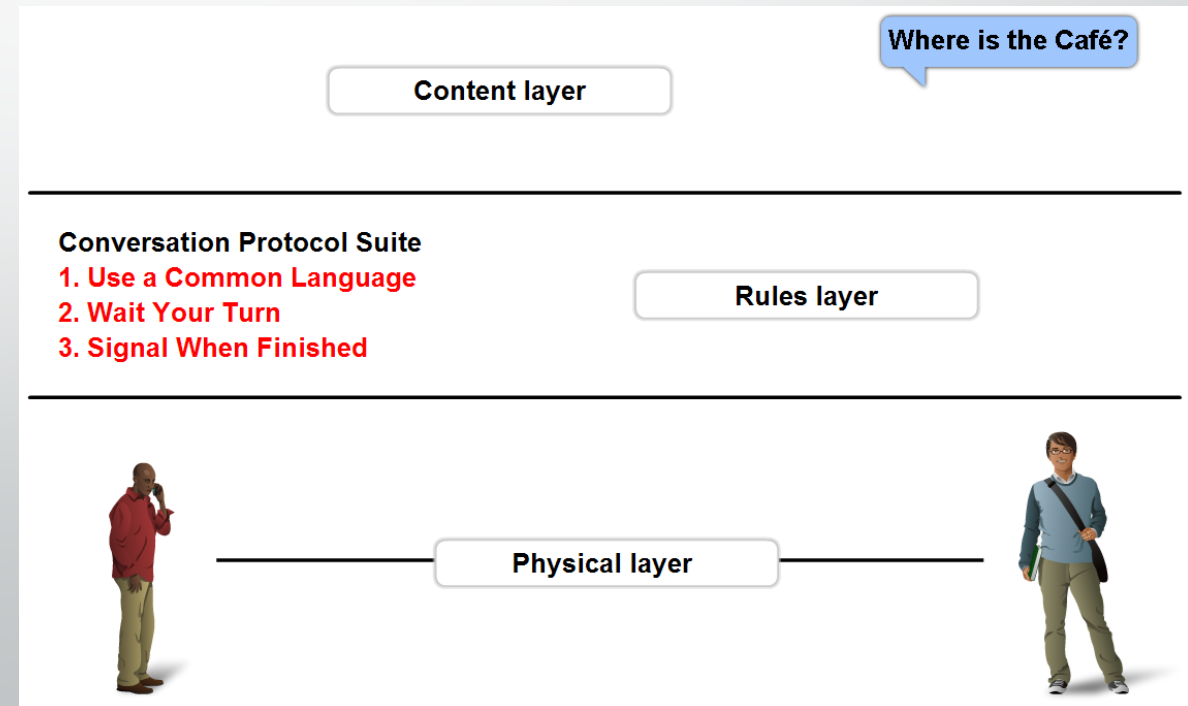 Where is the Café?
Content layer
Conversation Protocol Suite
1. Use a Common Language
2. Wait Your Turn
3. Signal When Finished
Rules layer
Physical layer